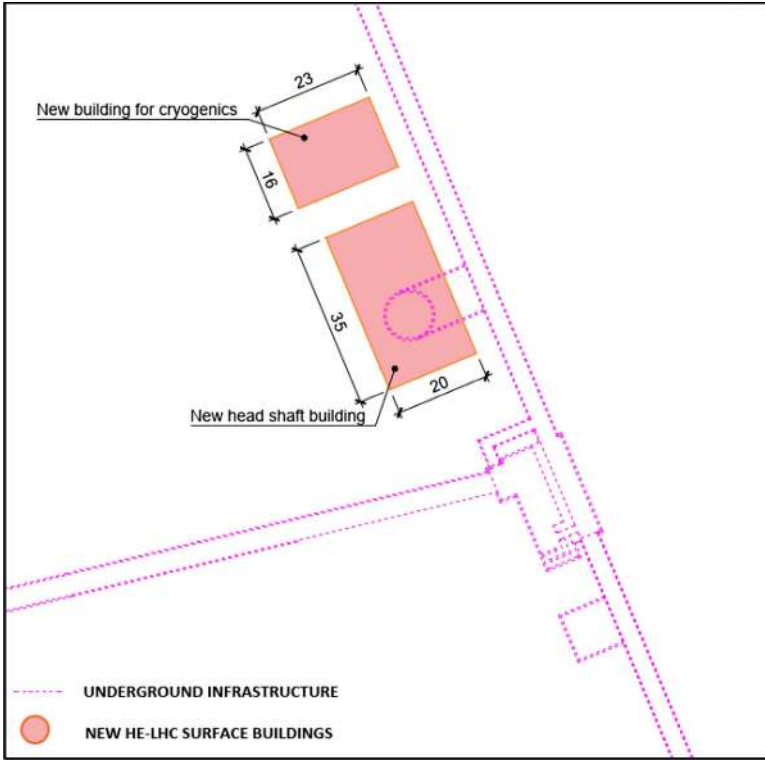 23
New building for cryogenics
16
35
20
New head shaft building
UNDERGROUND INFRASTRUCTURE
NEW HE-LHC SURFACE BUILDINGS